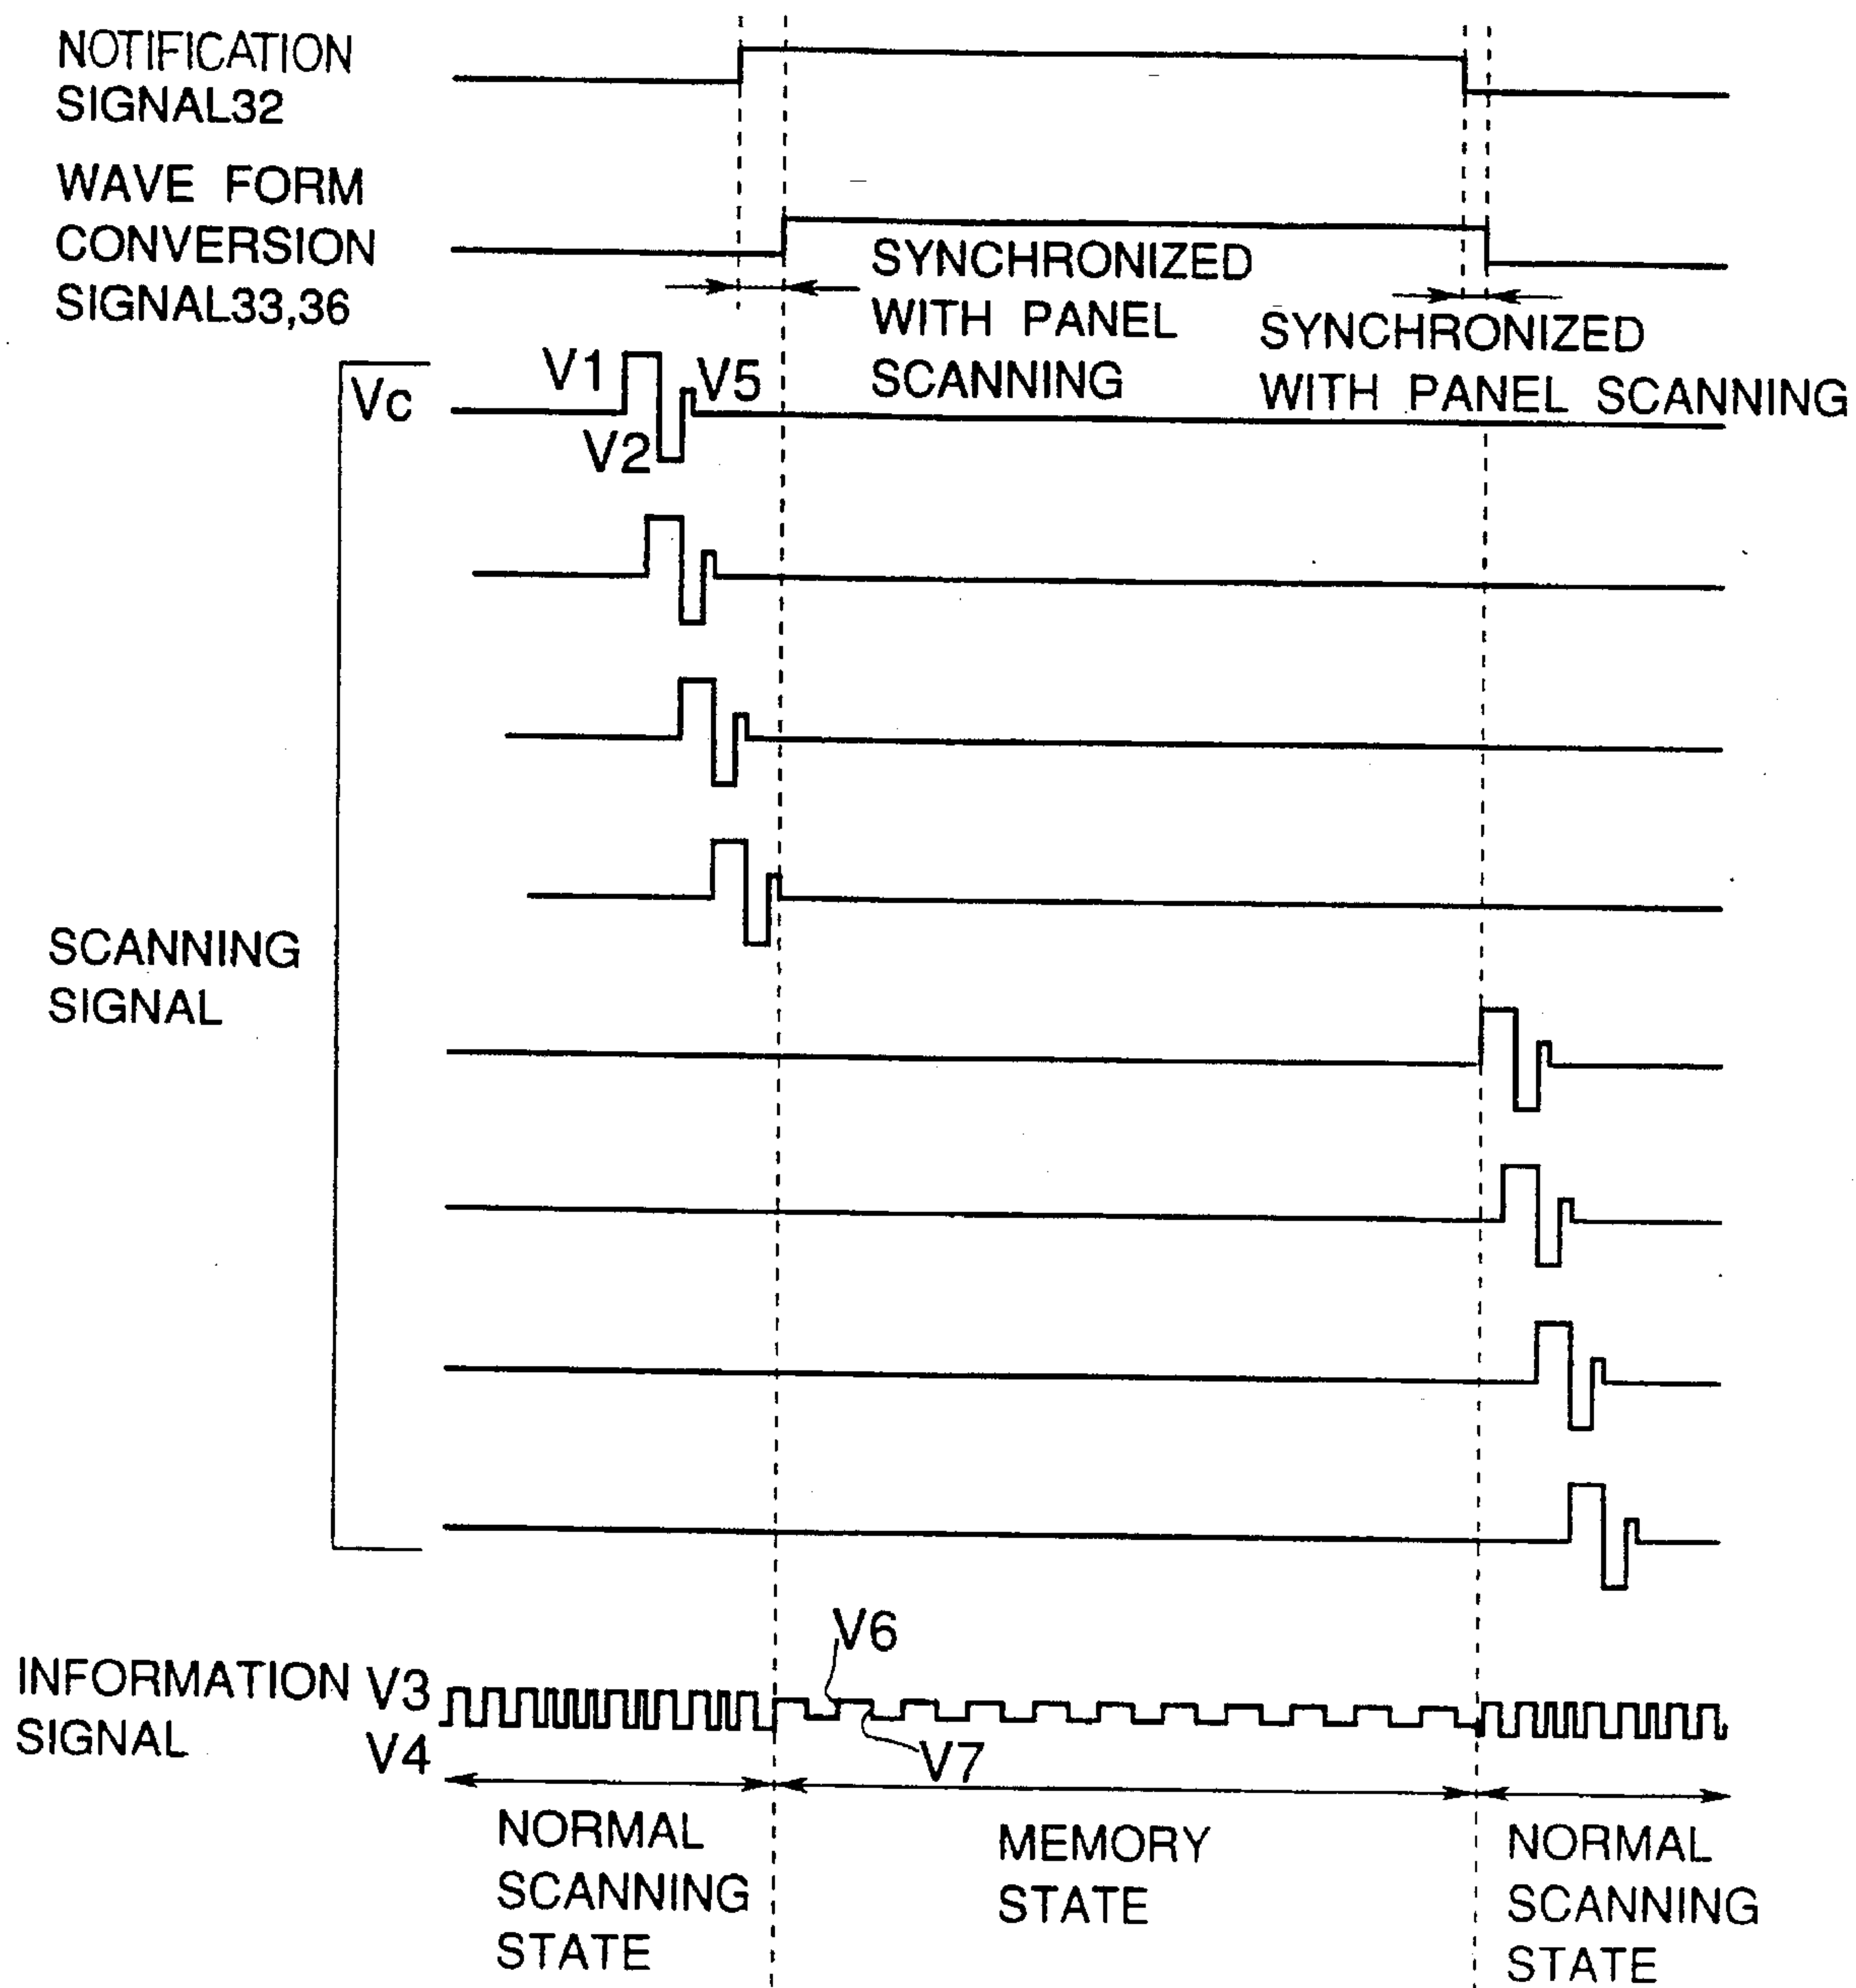 NOTIFICATION
SIGNAL32
WAVE FORM
CONVERSION
SIGNAL33,36
SYNCHRONIZED
WITH PANEL
SCANNING
SYNCHRONIZED
WITH PANEL SCANNING
Vc
V1
V5
V2
SCANNING
SIGNAL
V6
INFORMATION
SIGNAL
V3
V4
V7
NORMAL
SCANNING
STATE
MEMORY
STATE
NORMAL
SCANNING
STATE